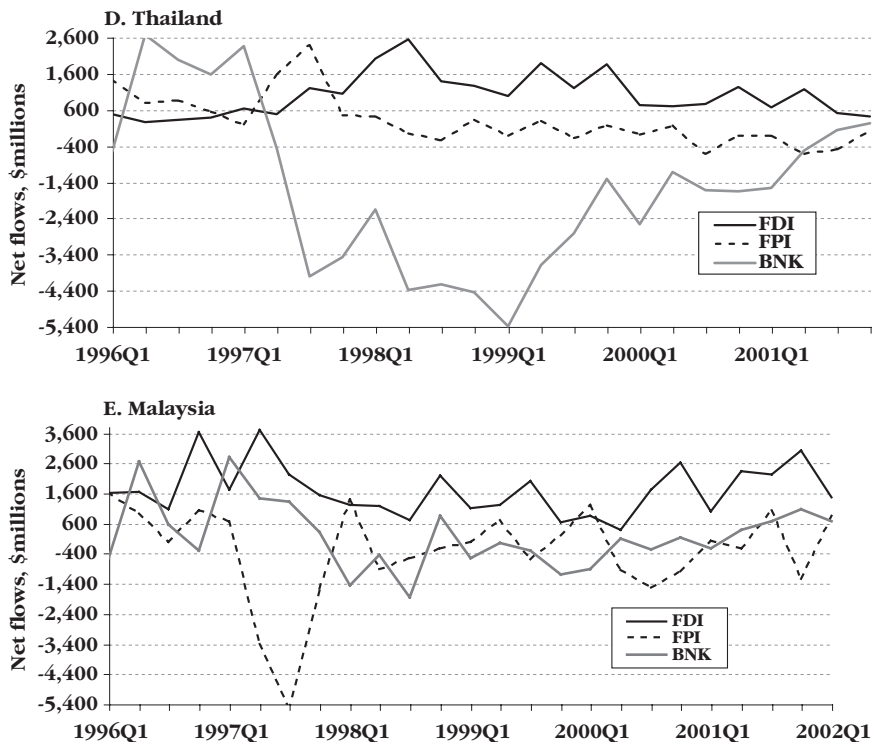 D. Thailand
Net flows, $millions
2,600
1,600
600
-400
-1,400
-2,400
-3,400
-4,400
-5,400
FDI
FPI
BNK
1996Q1 1997Q1 1998Q1 1999Q1 2000Q1 2001Q1
E. Malaysia
Net flows, $millions
3,600
2,600
1,600
600
-400
-1,400
-2,400
-3,400
-4,400
-5,400
FDI
FPI
BNK
1996Q1 1997Q1 1998Q1 1999Q1 2000Q1 2001Q1 2002Q1